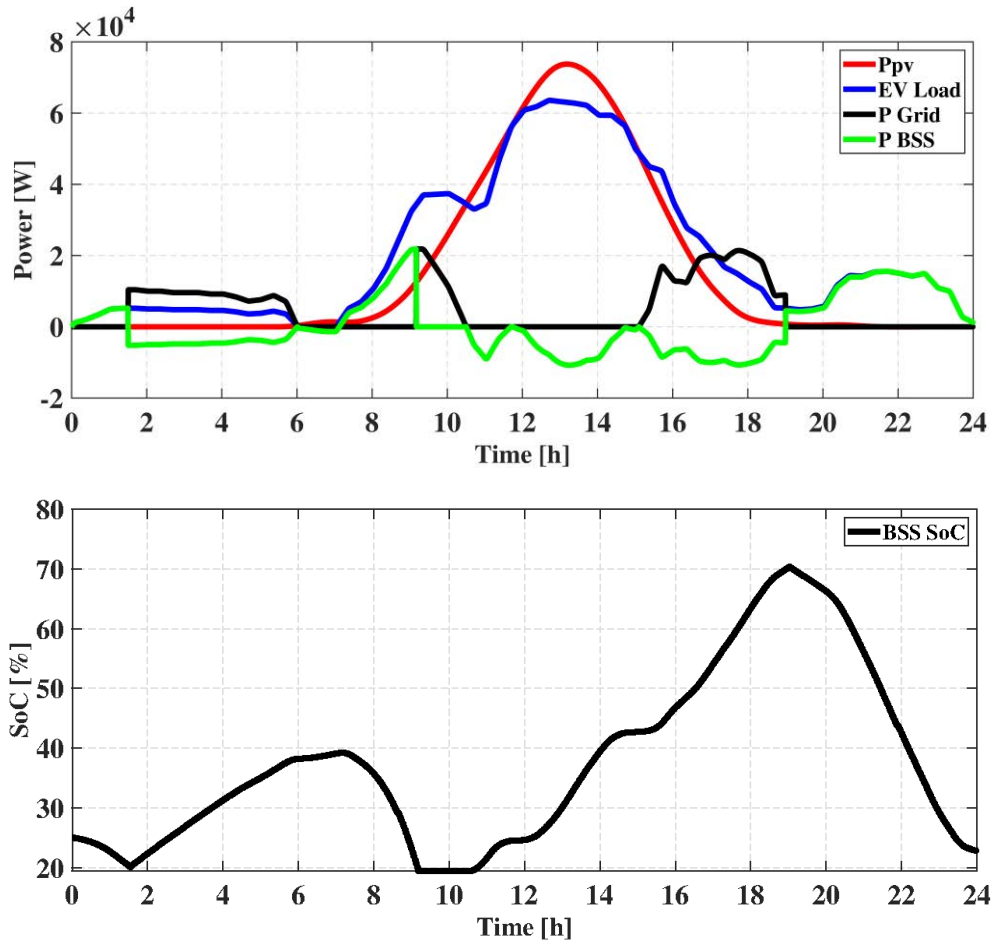 ×10⁴
8
6
4
2
0
-2
Power [W]
Ppv
EV Load
P Grid
P BSS
0 2 4 6 8 10 12 14 16 18 20 22 24
Time [h]
80
70
60
50
40
30
20
SoC [%]
BSS SoC
0 2 4 6 8 10 12 14 16 18 20 22 24
Time [h]